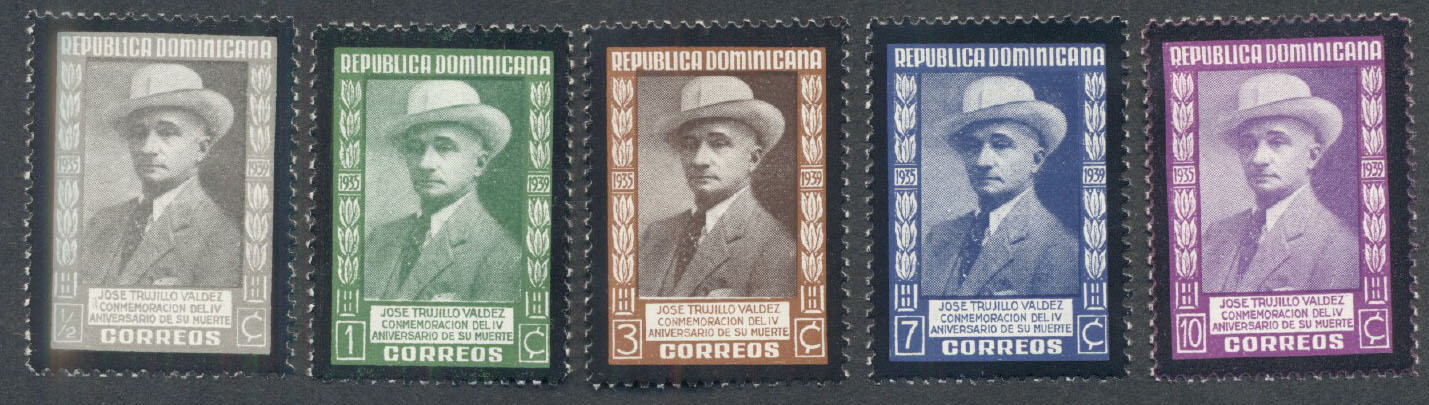 REPUBLICA DOMINICANA
1935 1939
JOSE TRUJILLO VALDEZ
CONMEMORACION DEL IV
ANIVERSARIO DE SU MUERTE
½ CORREOS ¢
REPUBLICA DOMINICANA
1935 1939
JOSE TRUJILLO VALDEZ
CONMEMORACION DEL IV
ANIVERSARIO DE SU MUERTE
1 CORREOS ¢
REPUBLICA DOMINICANA
1935 1939
JOSE TRUJILLO VALDEZ
CONMEMORACION DEL IV
ANIVERSARIO DE SU MUERTE
3 CORREOS ¢
REPUBLICA DOMINICANA
1935 1939
JOSE TRUJILLO VALDEZ
CONMEMORACION DEL IV
ANIVERSARIO DE SU MUERTE
7 CORREOS ¢
REPUBLICA DOMINICANA
1935 1939
JOSE TRUJILLO VALDEZ
CONMEMORACION DEL IV
ANIVERSARIO DE SU MUERTE
10 CORREOS ¢